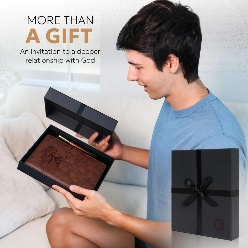 MORE THAN
A GIFT
An invitation to a deeper
relationship with God